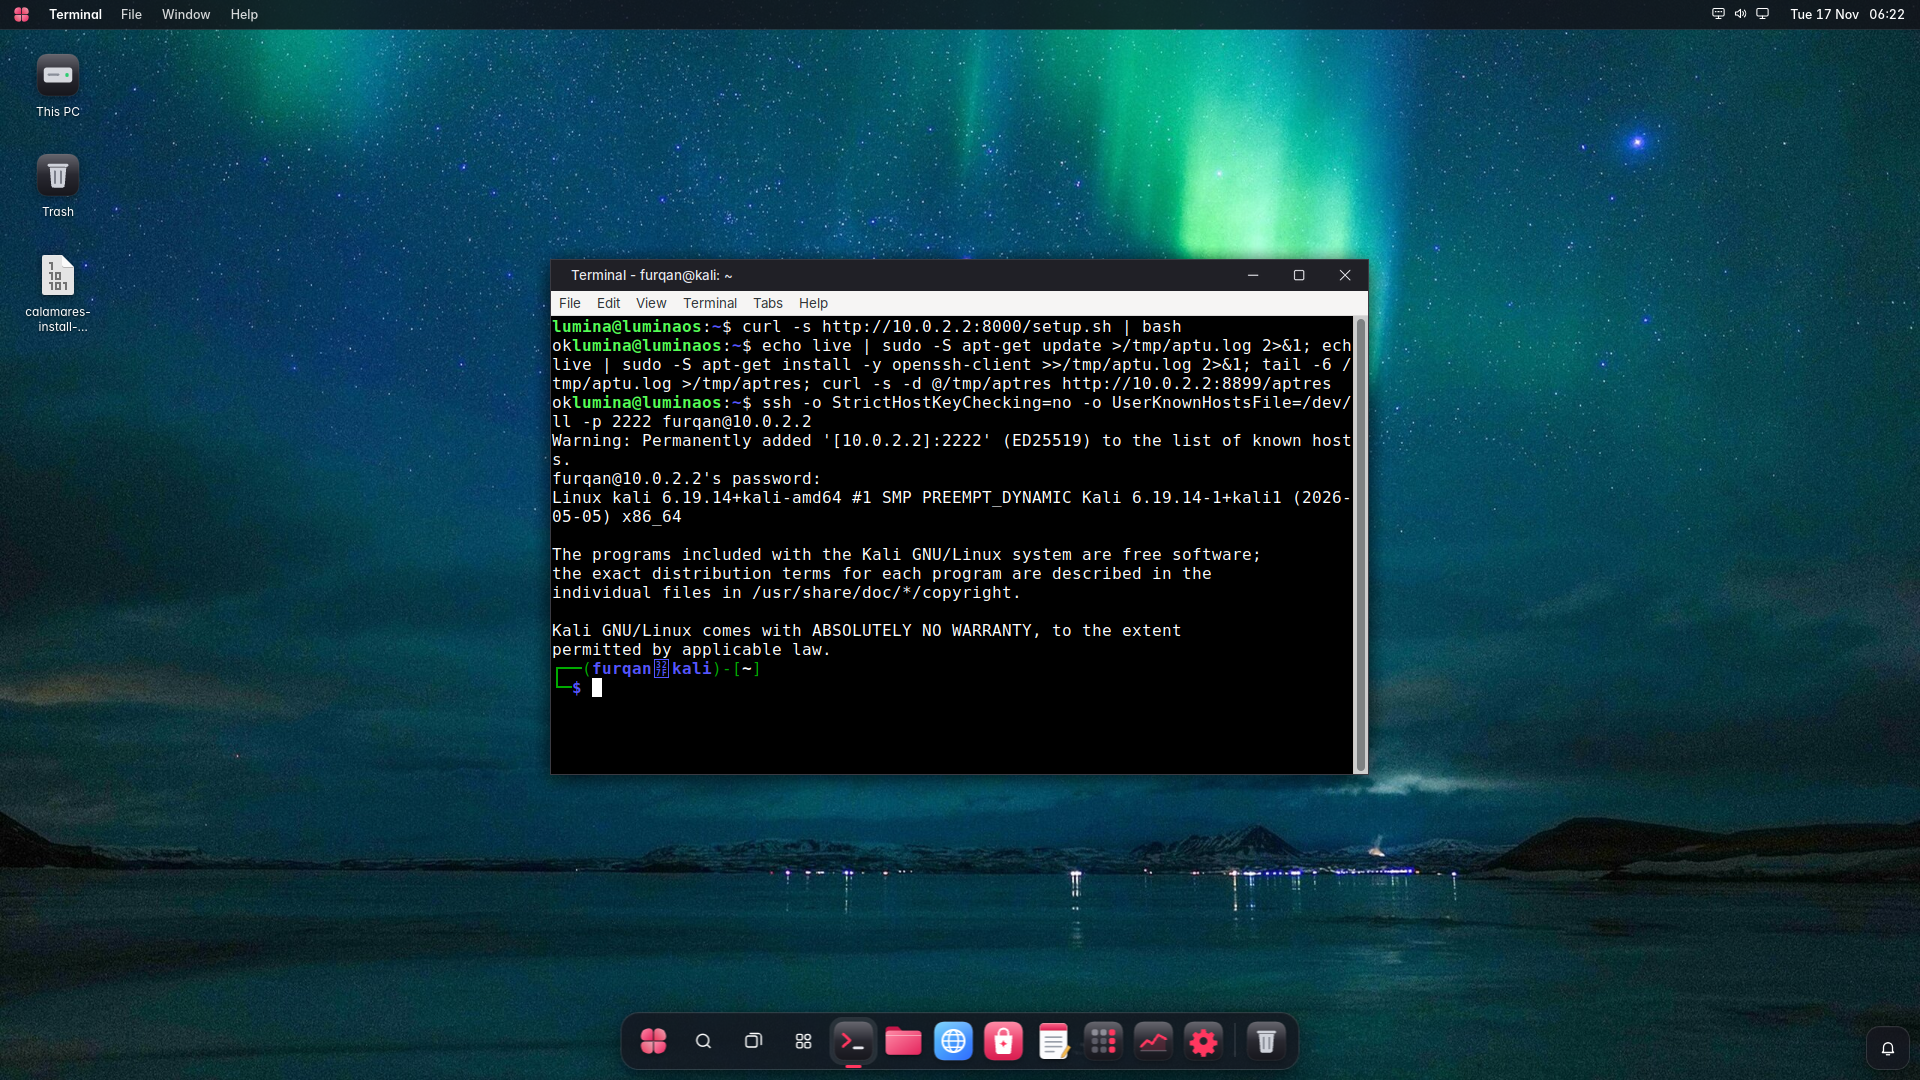 Terminal File Window Help
Tue 17 Nov 06:22
This PC
Trash
calamares-
install-...
Terminal - furqan@kali: ~
File Edit View Terminal Tabs Help
lumina@luminaos:~$ curl -s http://10.0.2.2:8000/setup.sh | bash
oklumina@luminaos:~$ echo live | sudo -S apt-get update >/tmp/aptu.log 2>&1; ech
live | sudo -S apt-get install -y openssh-client >>/tmp/aptu.log 2>&1; tail -6 /
tmp/aptu.log >/tmp/aptres; curl -s -d @/tmp/aptres http://10.0.2.2:8899/aptres
oklumina@luminaos:~$ ssh -o StrictHostKeyChecking=no -o UserKnownHostsFile=/dev/
ll -p 2222 furqan@10.0.2.2
Warning: Permanently added '[10.0.2.2]:2222' (ED25519) to the list of known host
s.
furqan@10.0.2.2's password:
Linux kali 6.19.14+kali-amd64 #1 SMP PREEMPT_DYNAMIC Kali 6.19.14-1+kali1 (2026-
05-05) x86_64
The programs included with the Kali GNU/Linux system are free software;
the exact distribution terms for each program are described in the
individual files in /usr/share/doc/*/copyright.
Kali GNU/Linux comes with ABSOLUTELY NO WARRANTY, to the extent
permitted by applicable law.
┌──(furqan㉿kali)-[~]
└─$